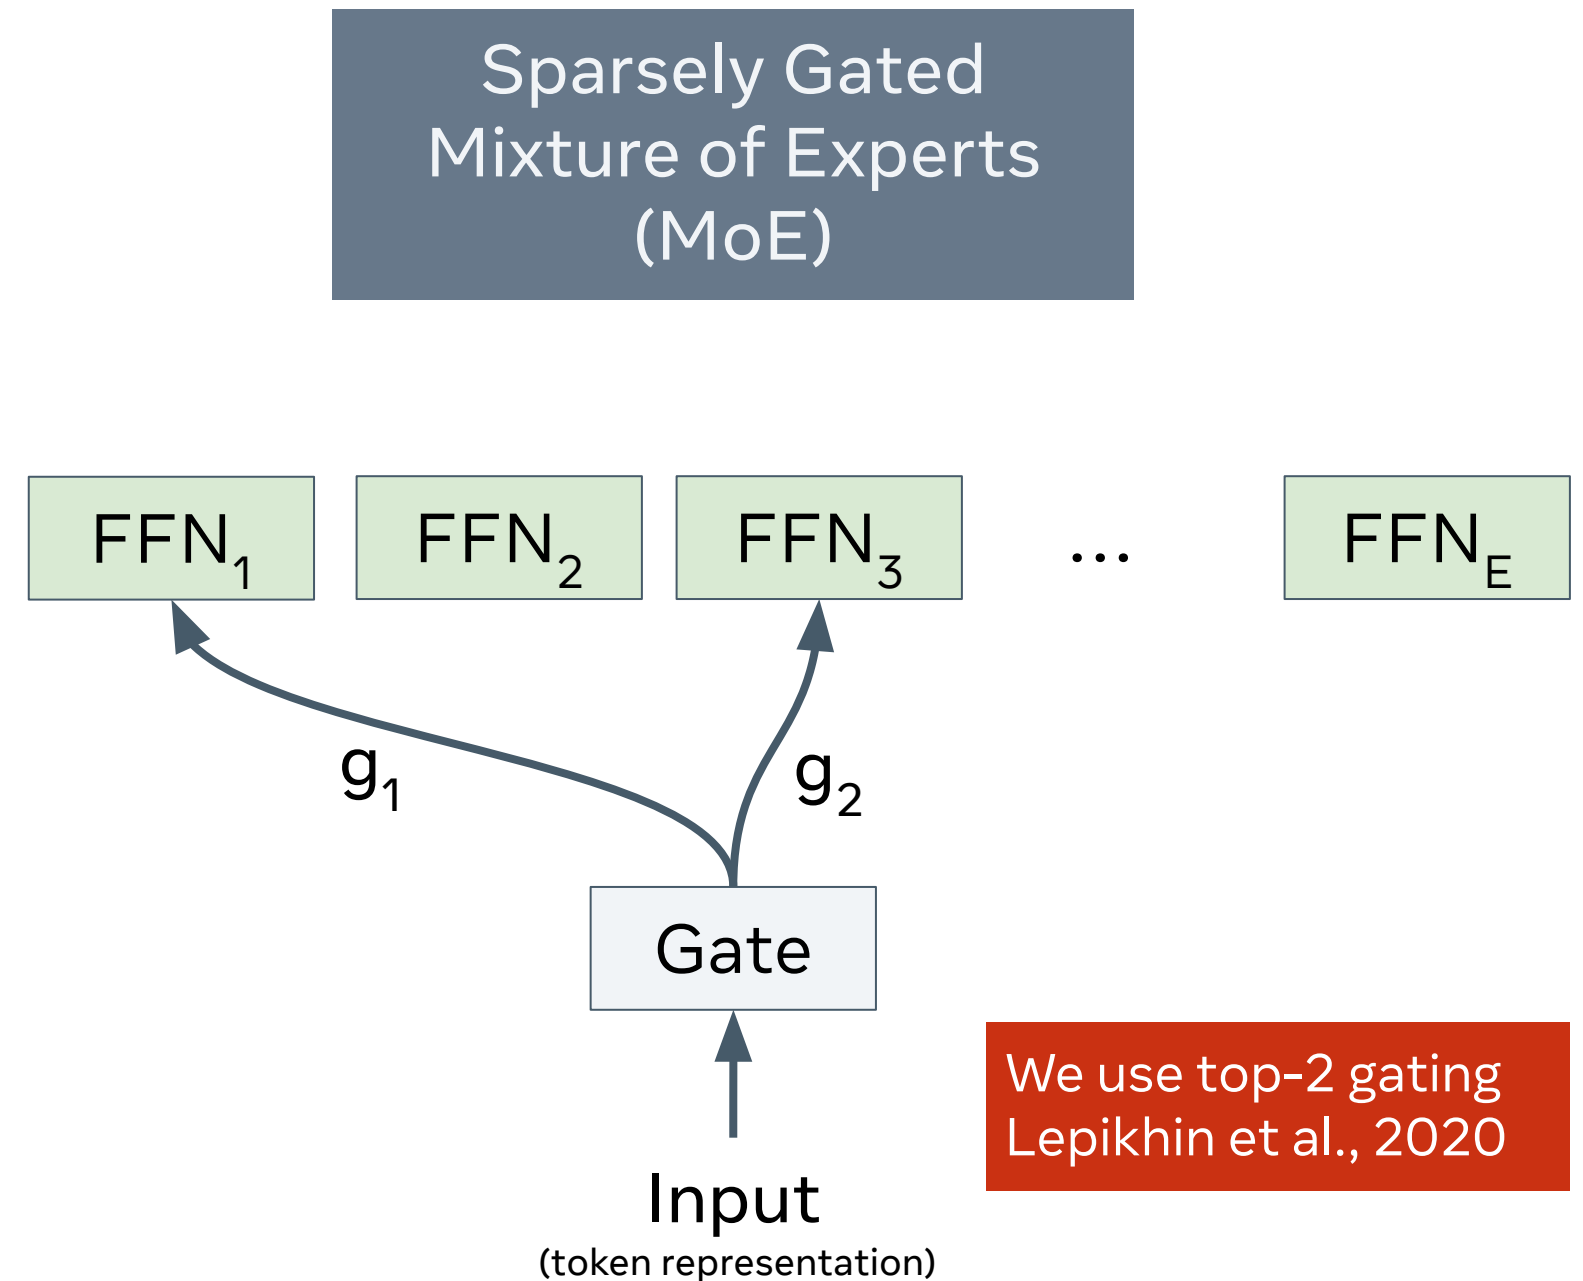 Sparsely Gated
Mixture of Experts
(MoE)
FFN₁ FFN₂ FFN₃ ... FFN_E
g₁ g₂
Gate
We use top-2 gating
Lepikhin et al., 2020
Input
(token representation)